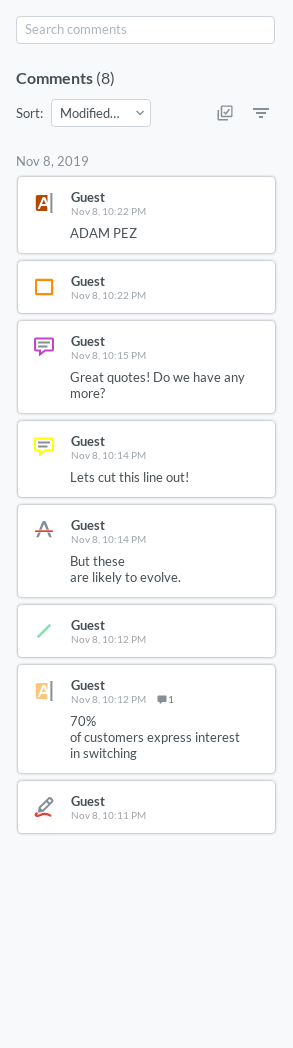 Search comments
Comments (8)
Sort: Modified...
Nov 8, 2019
Guest
Nov 8, 10:22 PM
ADAM PEZ
Guest
Nov 8, 10:22 PM
Guest
Nov 8, 10:15 PM
Great quotes! Do we have any
more?
Guest
Nov 8, 10:14 PM
Lets cut this line out!
Guest
Nov 8, 10:14 PM
But these
are likely to evolve.
Guest
Nov 8, 10:12 PM
Guest
Nov 8, 10:12 PM 1
70%
of customers express interest
in switching
Guest
Nov 8, 10:11 PM